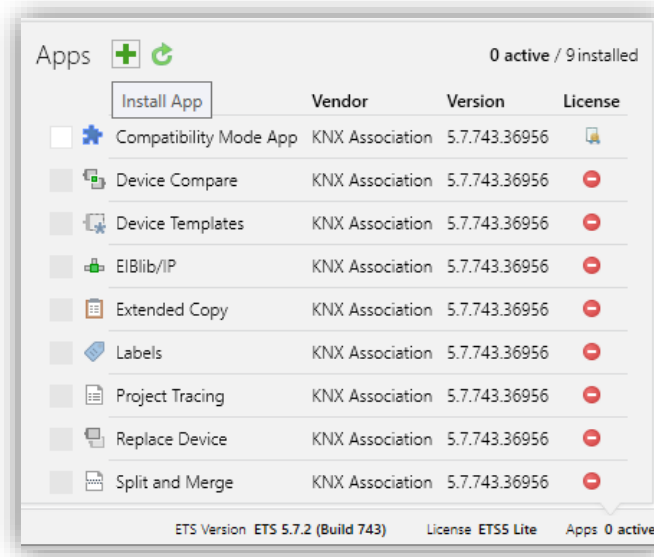 Apps 0 active / 9 installed
Install App Vendor Version License
Compatibility Mode App KNX Association 5.7.743.36956
Device Compare KNX Association 5.7.743.36956
Device Templates KNX Association 5.7.743.36956
EIBlib/IP KNX Association 5.7.743.36956
Extended Copy KNX Association 5.7.743.36956
Labels KNX Association 5.7.743.36956
Project Tracing KNX Association 5.7.743.36956
Replace Device KNX Association 5.7.743.36956
Split and Merge KNX Association 5.7.743.36956
ETS Version ETS 5.7.2 (Build 743) License ETS5 Lite Apps 0 active